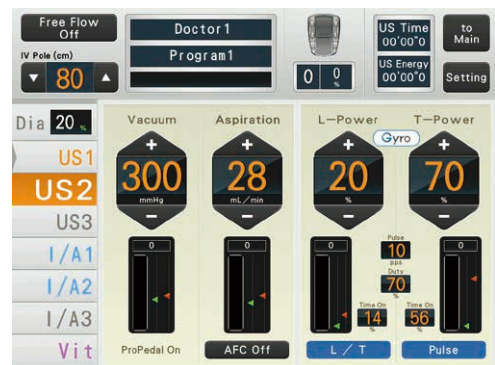 Free Flow
Off
Doctor1
Program1
US Time
00'00"0
to
Main
IV Pole (cm)
80
0
0
%
US Energy
00'00"0
Setting
Dia 20 %
US1
US2
US3
I/A1
I/A2
I/A3
Vit
Vacuum
300
mmHg
0
ProPedal On
Aspiration
28
mL/min
0
AFC Off
L-Power
T-Power
Gyro
20
%
70
%
0
0
Pulse
10
pps
Duty
70
%
Time On
14
%
Time On
56
%
L / T
Pulse